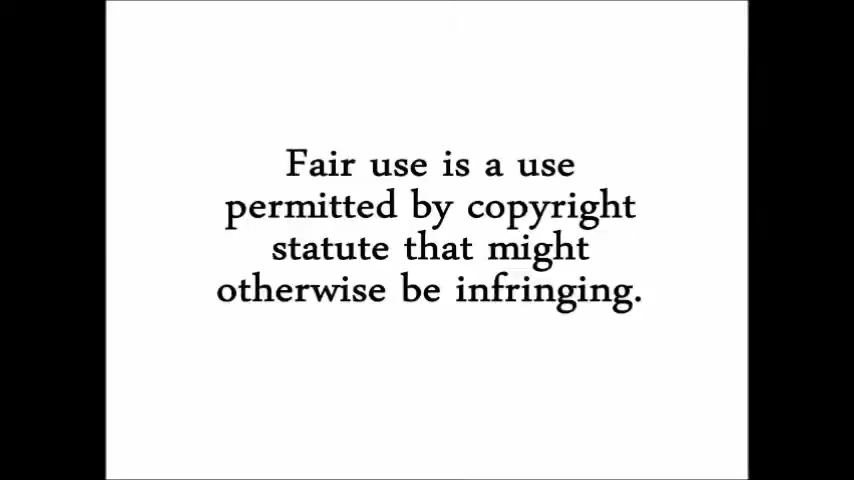 Fair use is a use
permitted by copyright
statute that might
otherwise be infringing.